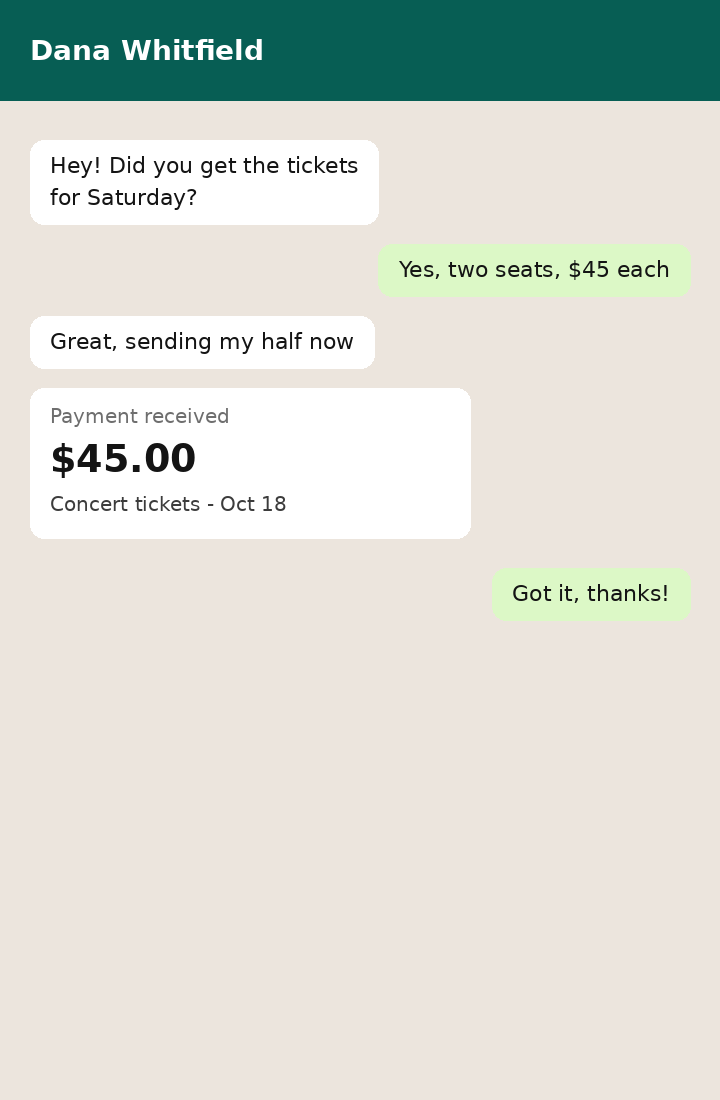 Dana Whitfield
Hey! Did you get the tickets
for Saturday?
Yes, two seats, $45 each
Great, sending my half now
Payment received
$45.00
Concert tickets - Oct 18
Got it, thanks!